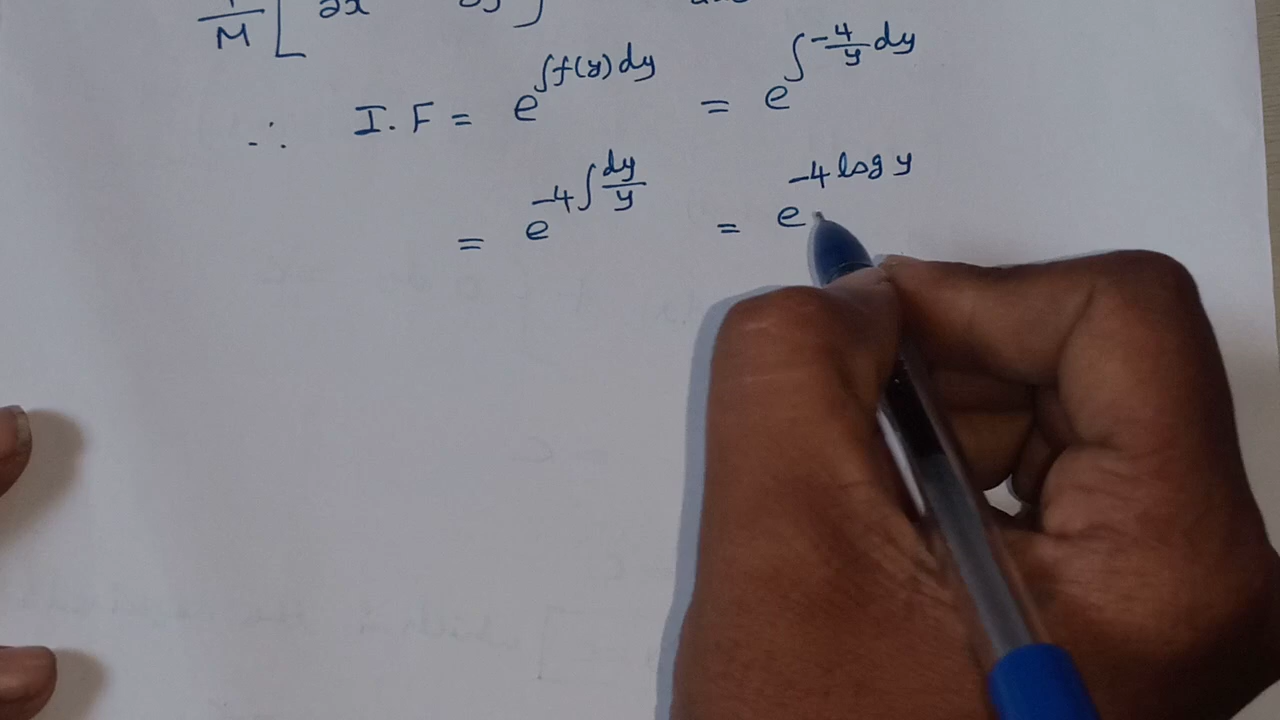 1/M [ ∂x
∴ I.F = e^{∫f(y)dy} = e^{∫-4/y dy}
= e^{-4∫dy/y} = e^{-4 log y}